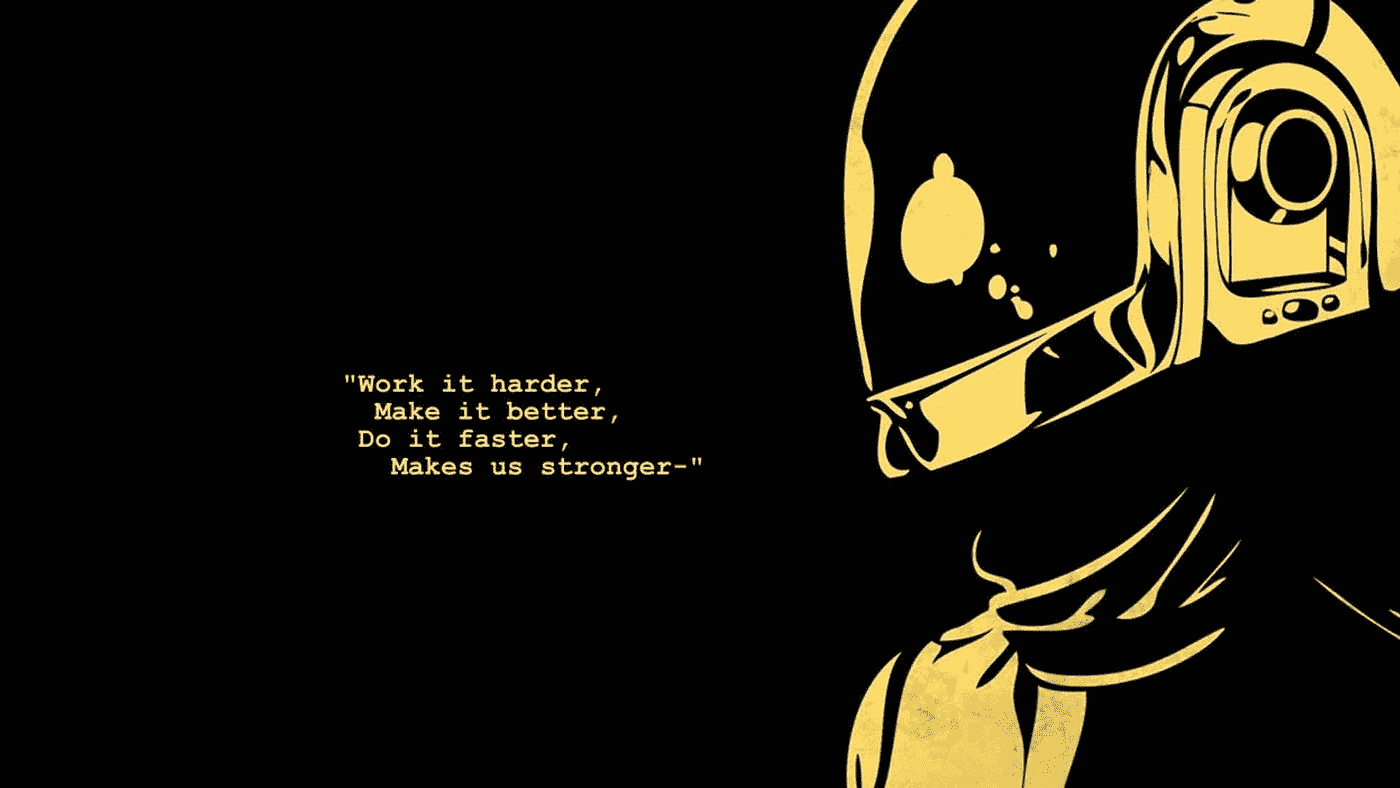 "Work it harder,
Make it better,
Do it faster,
Makes us stronger-"